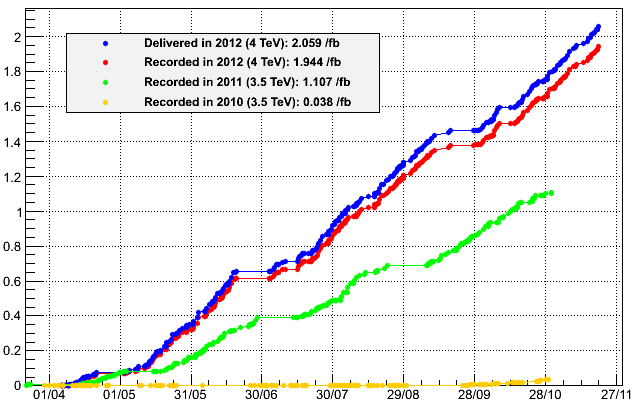 Delivered in 2012 (4 TeV): 2.059 /fb
Recorded in 2012 (4 TeV): 1.944 /fb
Recorded in 2011 (3.5 TeV): 1.107 /fb
Recorded in 2010 (3.5 TeV): 0.038 /fb
2
1.8
1.6
1.4
1.2
1
0.8
0.6
0.4
0.2
0
01/04 01/05 31/05 30/06 30/07 29/08 28/09 28/10 27/11